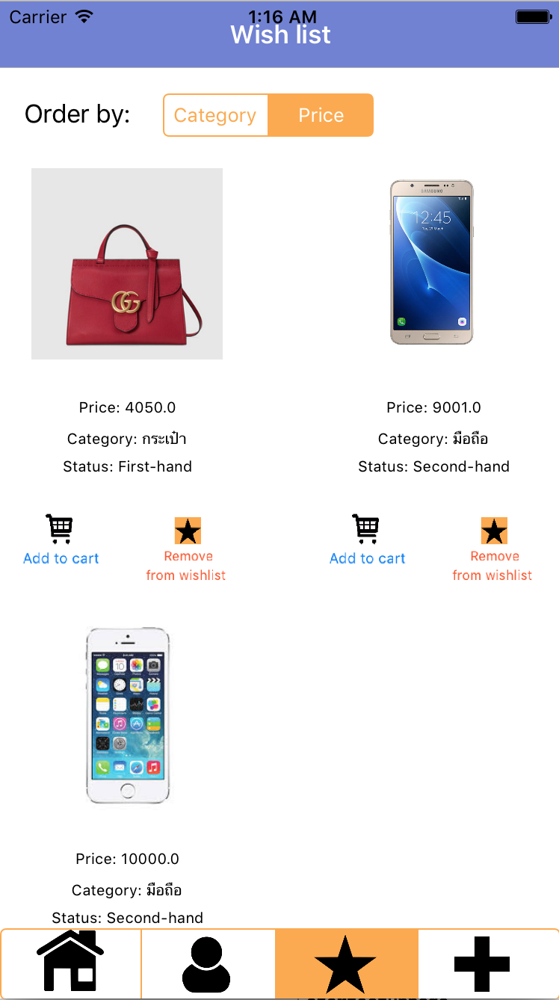 Carrier 1:16 AM
Wish list
Order by: Category Price
SAMSUNG
12:45
Price: 4050.0
Category: กระเป๋า
Status: First-hand
Price: 9001.0
Category: มือถือ
Status: Second-hand
Add to cart
Remove
from wishlist
Add to cart
Remove
from wishlist
Price: 10000.0
Category: มือถือ
Status: Second-hand